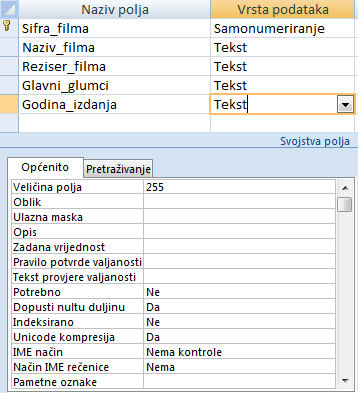 Naziv polja Vrsta podataka
Sifra_filma Samonumeriranje
Naziv_filma Tekst
Reziser_filma Tekst
Glavni_glumci Tekst
Godina_izdanja Tekst
Svojstva polja
Općenito Pretraživanje
Veličina polja 255
Oblik
Ulazna maska
Opis
Zadana vrijednost
Pravilo potvrde valjanosti
Tekst provjere valjanosti
Potrebno Ne
Dopusti nultu duljinu Da
Indeksirano Ne
Unicode kompresija Da
IME način Nema kontrole
Način IME rečenice Nema
Pametne oznake